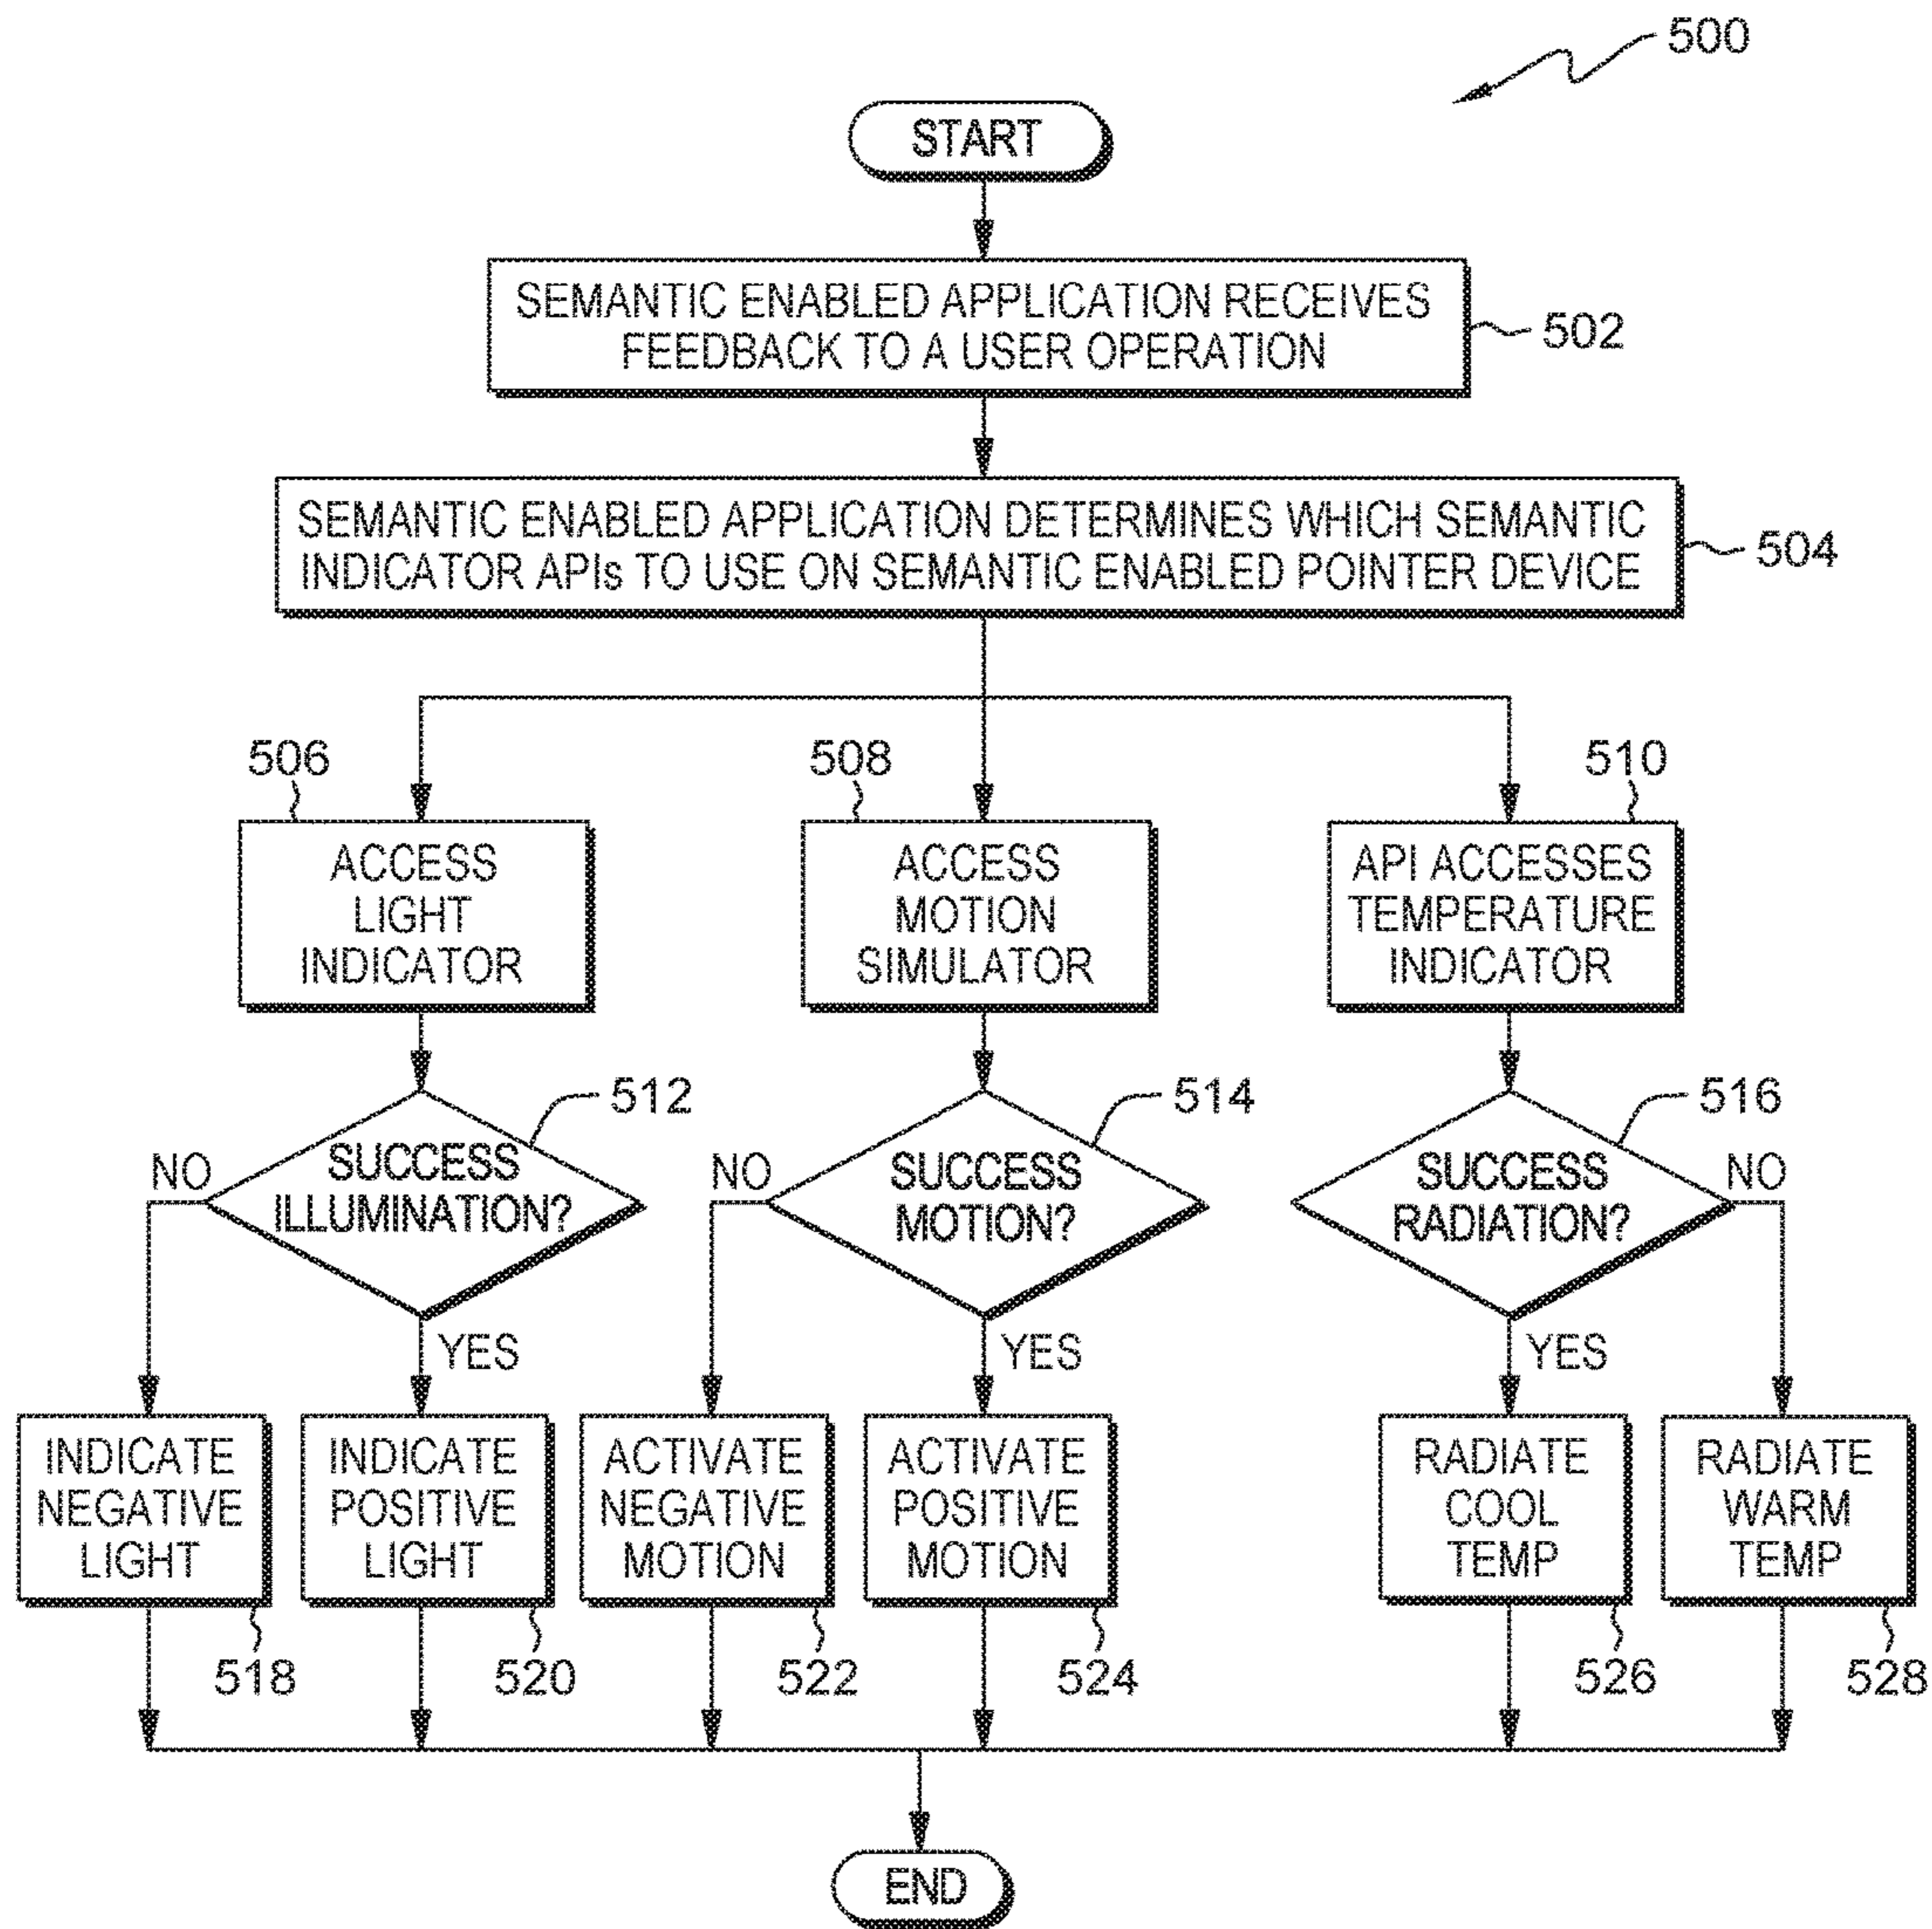 500
START
SEMANTIC ENABLED APPLICATION RECEIVES
FEEDBACK TO A USER OPERATION
502
SEMANTIC ENABLED APPLICATION DETERMINES WHICH SEMANTIC
INDICATOR APIs TO USE ON SEMANTIC ENABLED POINTER DEVICE
504
506
ACCESS
LIGHT
INDICATOR
508
ACCESS
MOTION
SIMULATOR
510
API ACCESSES
TEMPERATURE
INDICATOR
512
SUCCESS
ILLUMINATION?
NO
YES
514
SUCCESS
MOTION?
NO
YES
516
SUCCESS
RADIATION?
NO
YES
INDICATE
NEGATIVE
LIGHT
518
INDICATE
POSITIVE
LIGHT
520
ACTIVATE
NEGATIVE
MOTION
522
ACTIVATE
POSITIVE
MOTION
524
RADIATE
COOL
TEMP
526
RADIATE
WARM
TEMP
528
END